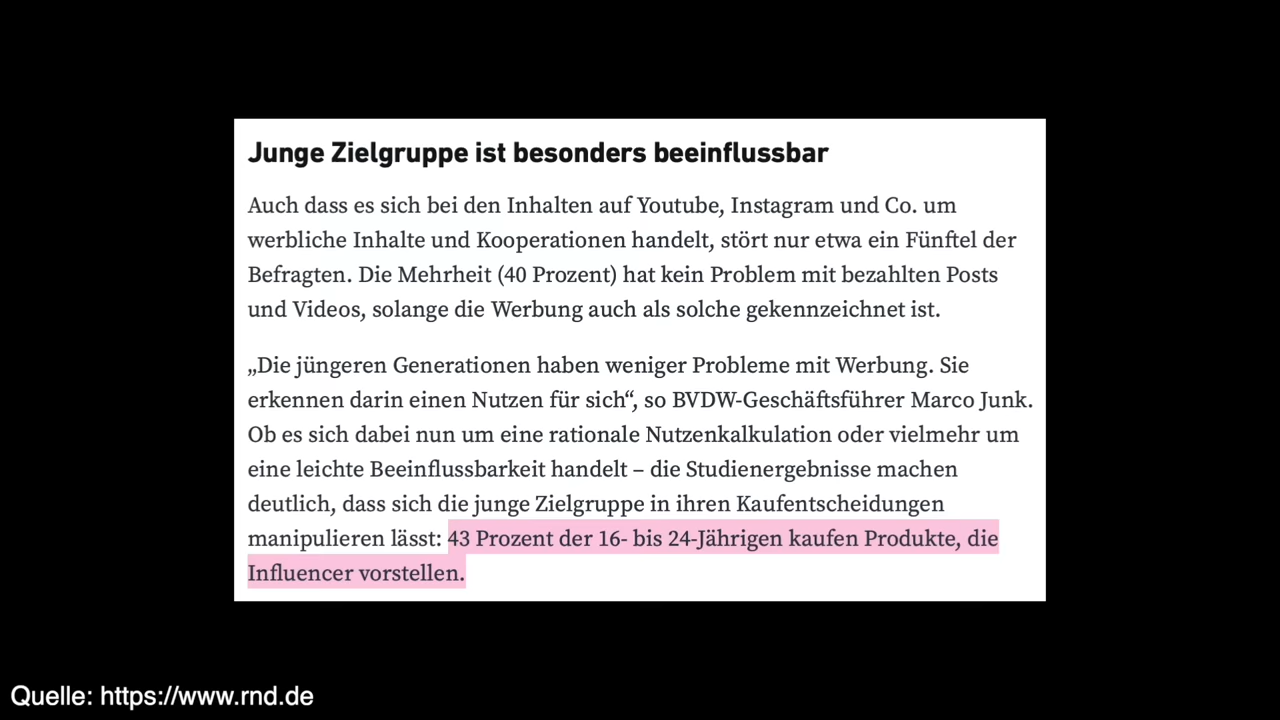 Junge Zielgruppe ist besonders beeinflussbar
Auch dass es sich bei den Inhalten auf Youtube, Instagram und Co. um
werbliche Inhalte und Kooperationen handelt, stört nur etwa ein Fünftel der
Befragten. Die Mehrheit (40 Prozent) hat kein Problem mit bezahlten Posts
und Videos, solange die Werbung auch als solche gekennzeichnet ist.
„Die jüngeren Generationen haben weniger Probleme mit Werbung. Sie
erkennen darin einen Nutzen für sich“, so BVDW-Geschäftsführer Marco Junk.
Ob es sich dabei nun um eine rationale Nutzenkalkulation oder vielmehr um
eine leichte Beeinflussbarkeit handelt – die Studienergebnisse machen
deutlich, dass sich die junge Zielgruppe in ihren Kaufentscheidungen
manipulieren lässt: 43 Prozent der 16- bis 24-Jährigen kaufen Produkte, die
Influencer vorstellen.
Quelle: https://www.rnd.de